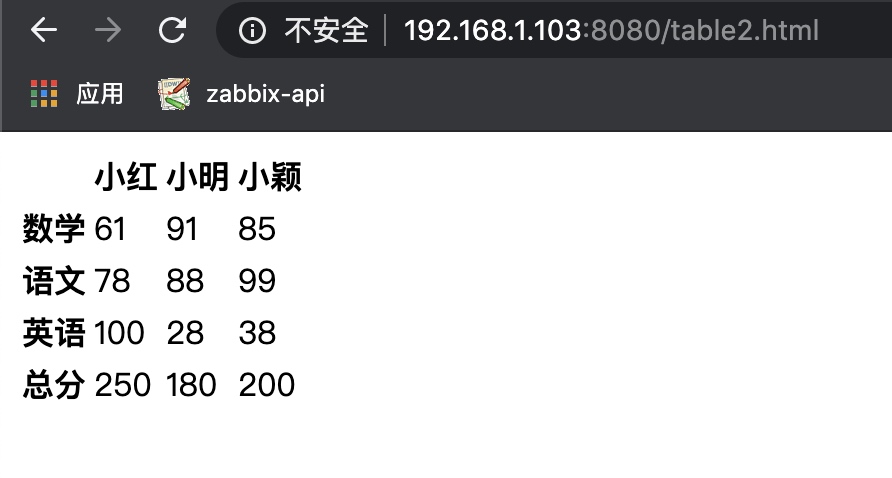 不安全 192.168.1.103:8080/table2.html
应用 zabbix-api
小红 小明 小颖
数学 61 91 85
语文 78 88 99
英语 100 28 38
总分 250 180 200